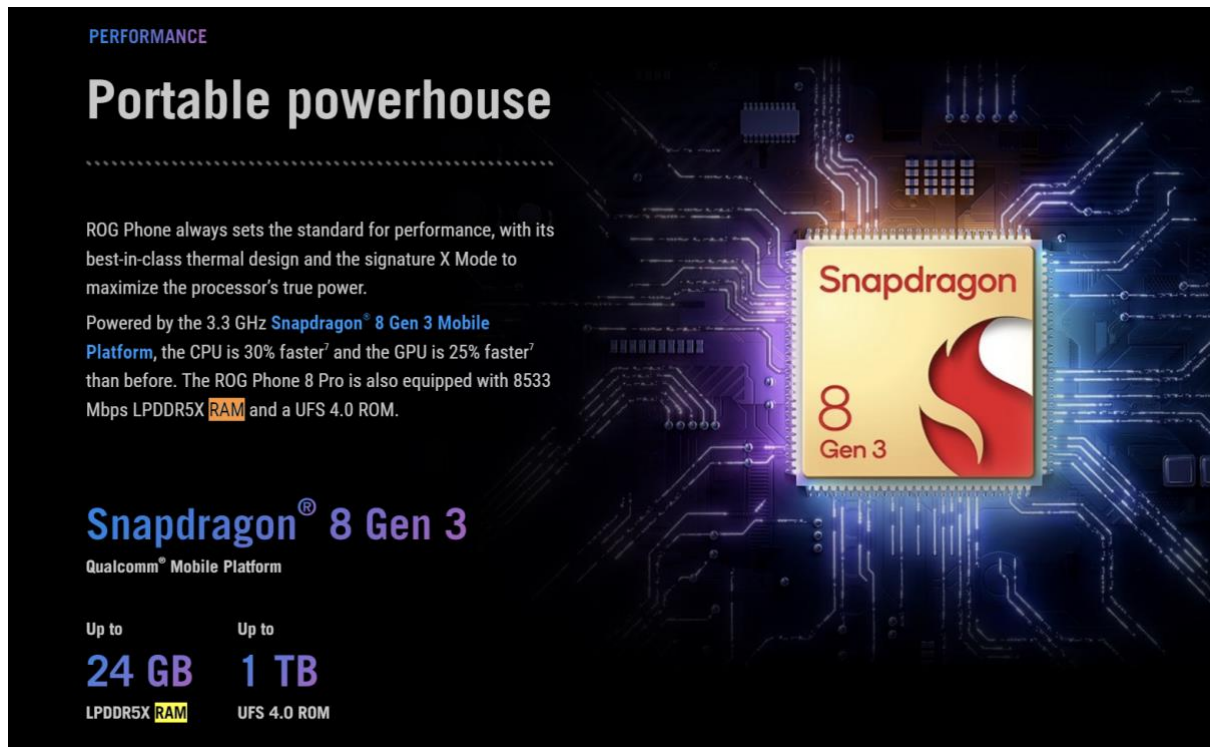 PERFORMANCE
Portable powerhouse
ROG Phone always sets the standard for performance, with its
best-in-class thermal design and the signature X Mode to
maximize the processor's true power.
Powered by the 3.3 GHz Snapdragon® 8 Gen 3 Mobile
Platform, the CPU is 30% faster⁷ and the GPU is 25% faster⁷
than before. The ROG Phone 8 Pro is also equipped with 8533
Mbps LPDDR5X RAM and a UFS 4.0 ROM.
Snapdragon
8
Gen 3
Snapdragon® 8 Gen 3
Qualcomm® Mobile Platform
Up to
24 GB
LPDDR5X RAM
Up to
1 TB
UFS 4.0 ROM